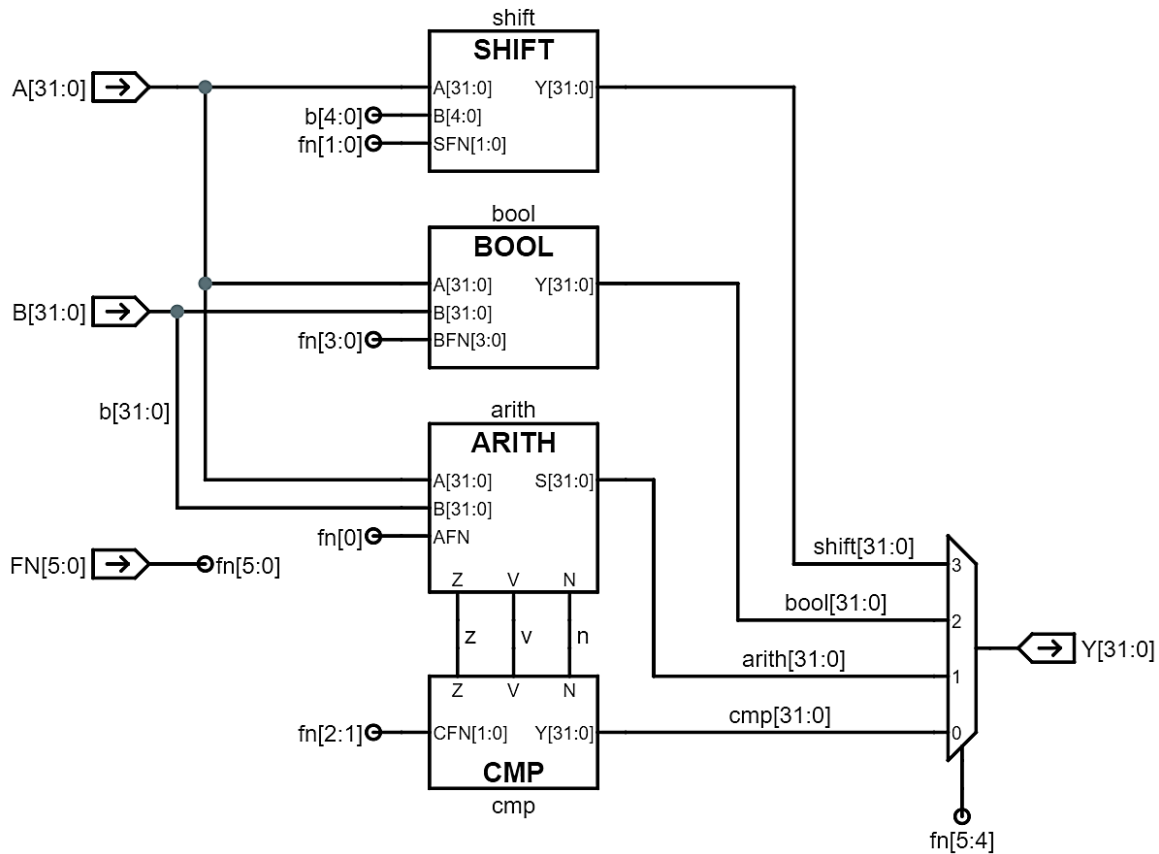 shift
SHIFT
A[31:0]
A[31:0] Y[31:0]
b[4:0]
B[4:0]
fn[1:0]
SFN[1:0]
bool
BOOL
A[31:0] Y[31:0]
B[31:0]
B[31:0]
fn[3:0]
BFN[3:0]
b[31:0]
arith
ARITH
A[31:0] S[31:0]
B[31:0]
fn[0]
AFN
FN[5:0]
fn[5:0]
Z V N
z v n
Z V N
fn[2:1]
CFN[1:0] Y[31:0]
CMP
cmp
shift[31:0]
3
bool[31:0]
2
arith[31:0]
1
cmp[31:0]
0
Y[31:0]
fn[5:4]